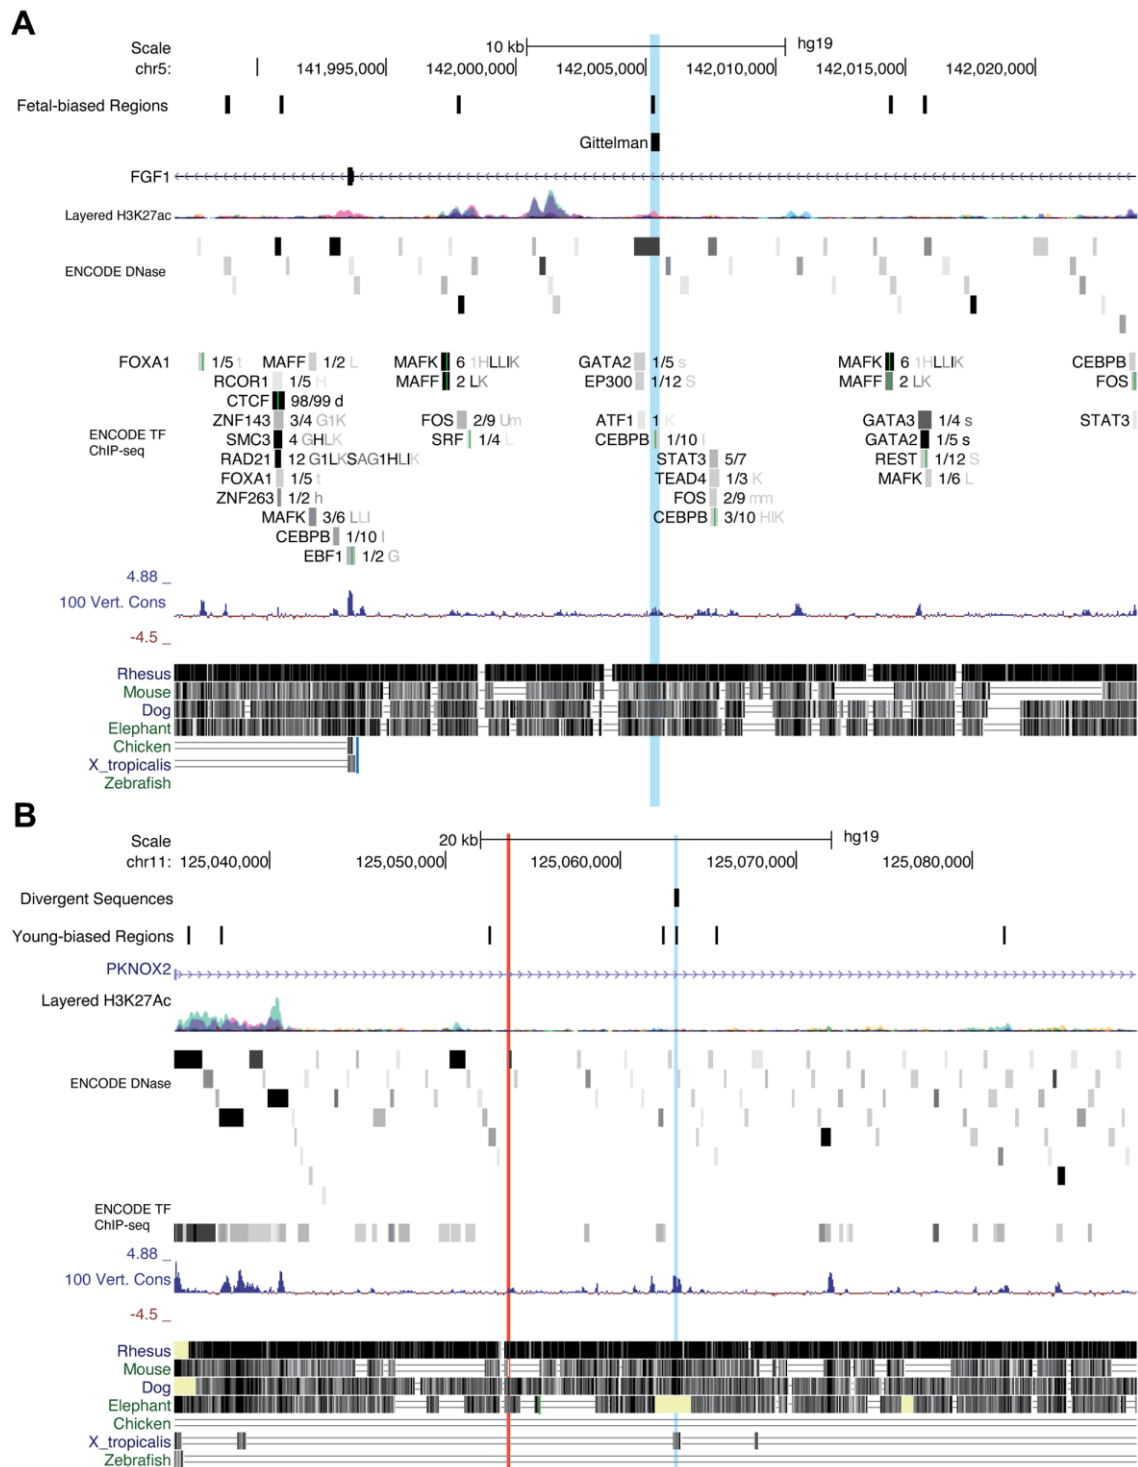 A
Scale 10 kb hg19
chr5: 141,995,000 142,000,000 142,005,000 142,010,000 142,015,000 142,020,000
Fetal-biased Regions
Gittelman
FGF1
Layered H3K27ac
ENCODE DNase
FOXA1 1/5 t MAFF 1/2 L MAFK 6 1HLLIK GATA2 1/5 s MAFK 6 1HLLIK CEBPB
RCOR1 1/5 H MAFF 2 LK EP300 1/12 S MAFF 2 LK FOS
CTCF 98/99 d
ENCODE TF ChIP-seq
ZNF143 3/4 G1K FOS 2/9 Um ATF1 1 K GATA3 1/4 s STAT3
SMC3 4 GHLK SRF 1/4 L CEBPB 1/10 I GATA2 1/5 s
RAD21 12 G1LKSAG1HLIK STAT3 5/7 REST 1/12 S
FOXA1 1/5 t TEAD4 1/3 K MAFK 1/6 L
ZNF263 1/2 h FOS 2/9 mm
MAFK 3/6 LLI CEBPB 3/10 HIK
CEBPB 1/10 I
EBF1 1/2 G
4.88 _
100 Vert. Cons
-4.5 _
Rhesus
Mouse
Dog
Elephant
Chicken
X_tropicalis
Zebrafish
B
Scale 20 kb hg19
chr11: 125,040,000 125,050,000 125,060,000 125,070,000 125,080,000
Divergent Sequences
Young-biased Regions
PKNOX2
Layered H3K27Ac
ENCODE DNase
ENCODE TF
ChIP-seq
4.88 _
100 Vert. Cons
-4.5 _
Rhesus
Mouse
Dog
Elephant
Chicken
X_tropicalis
Zebrafish